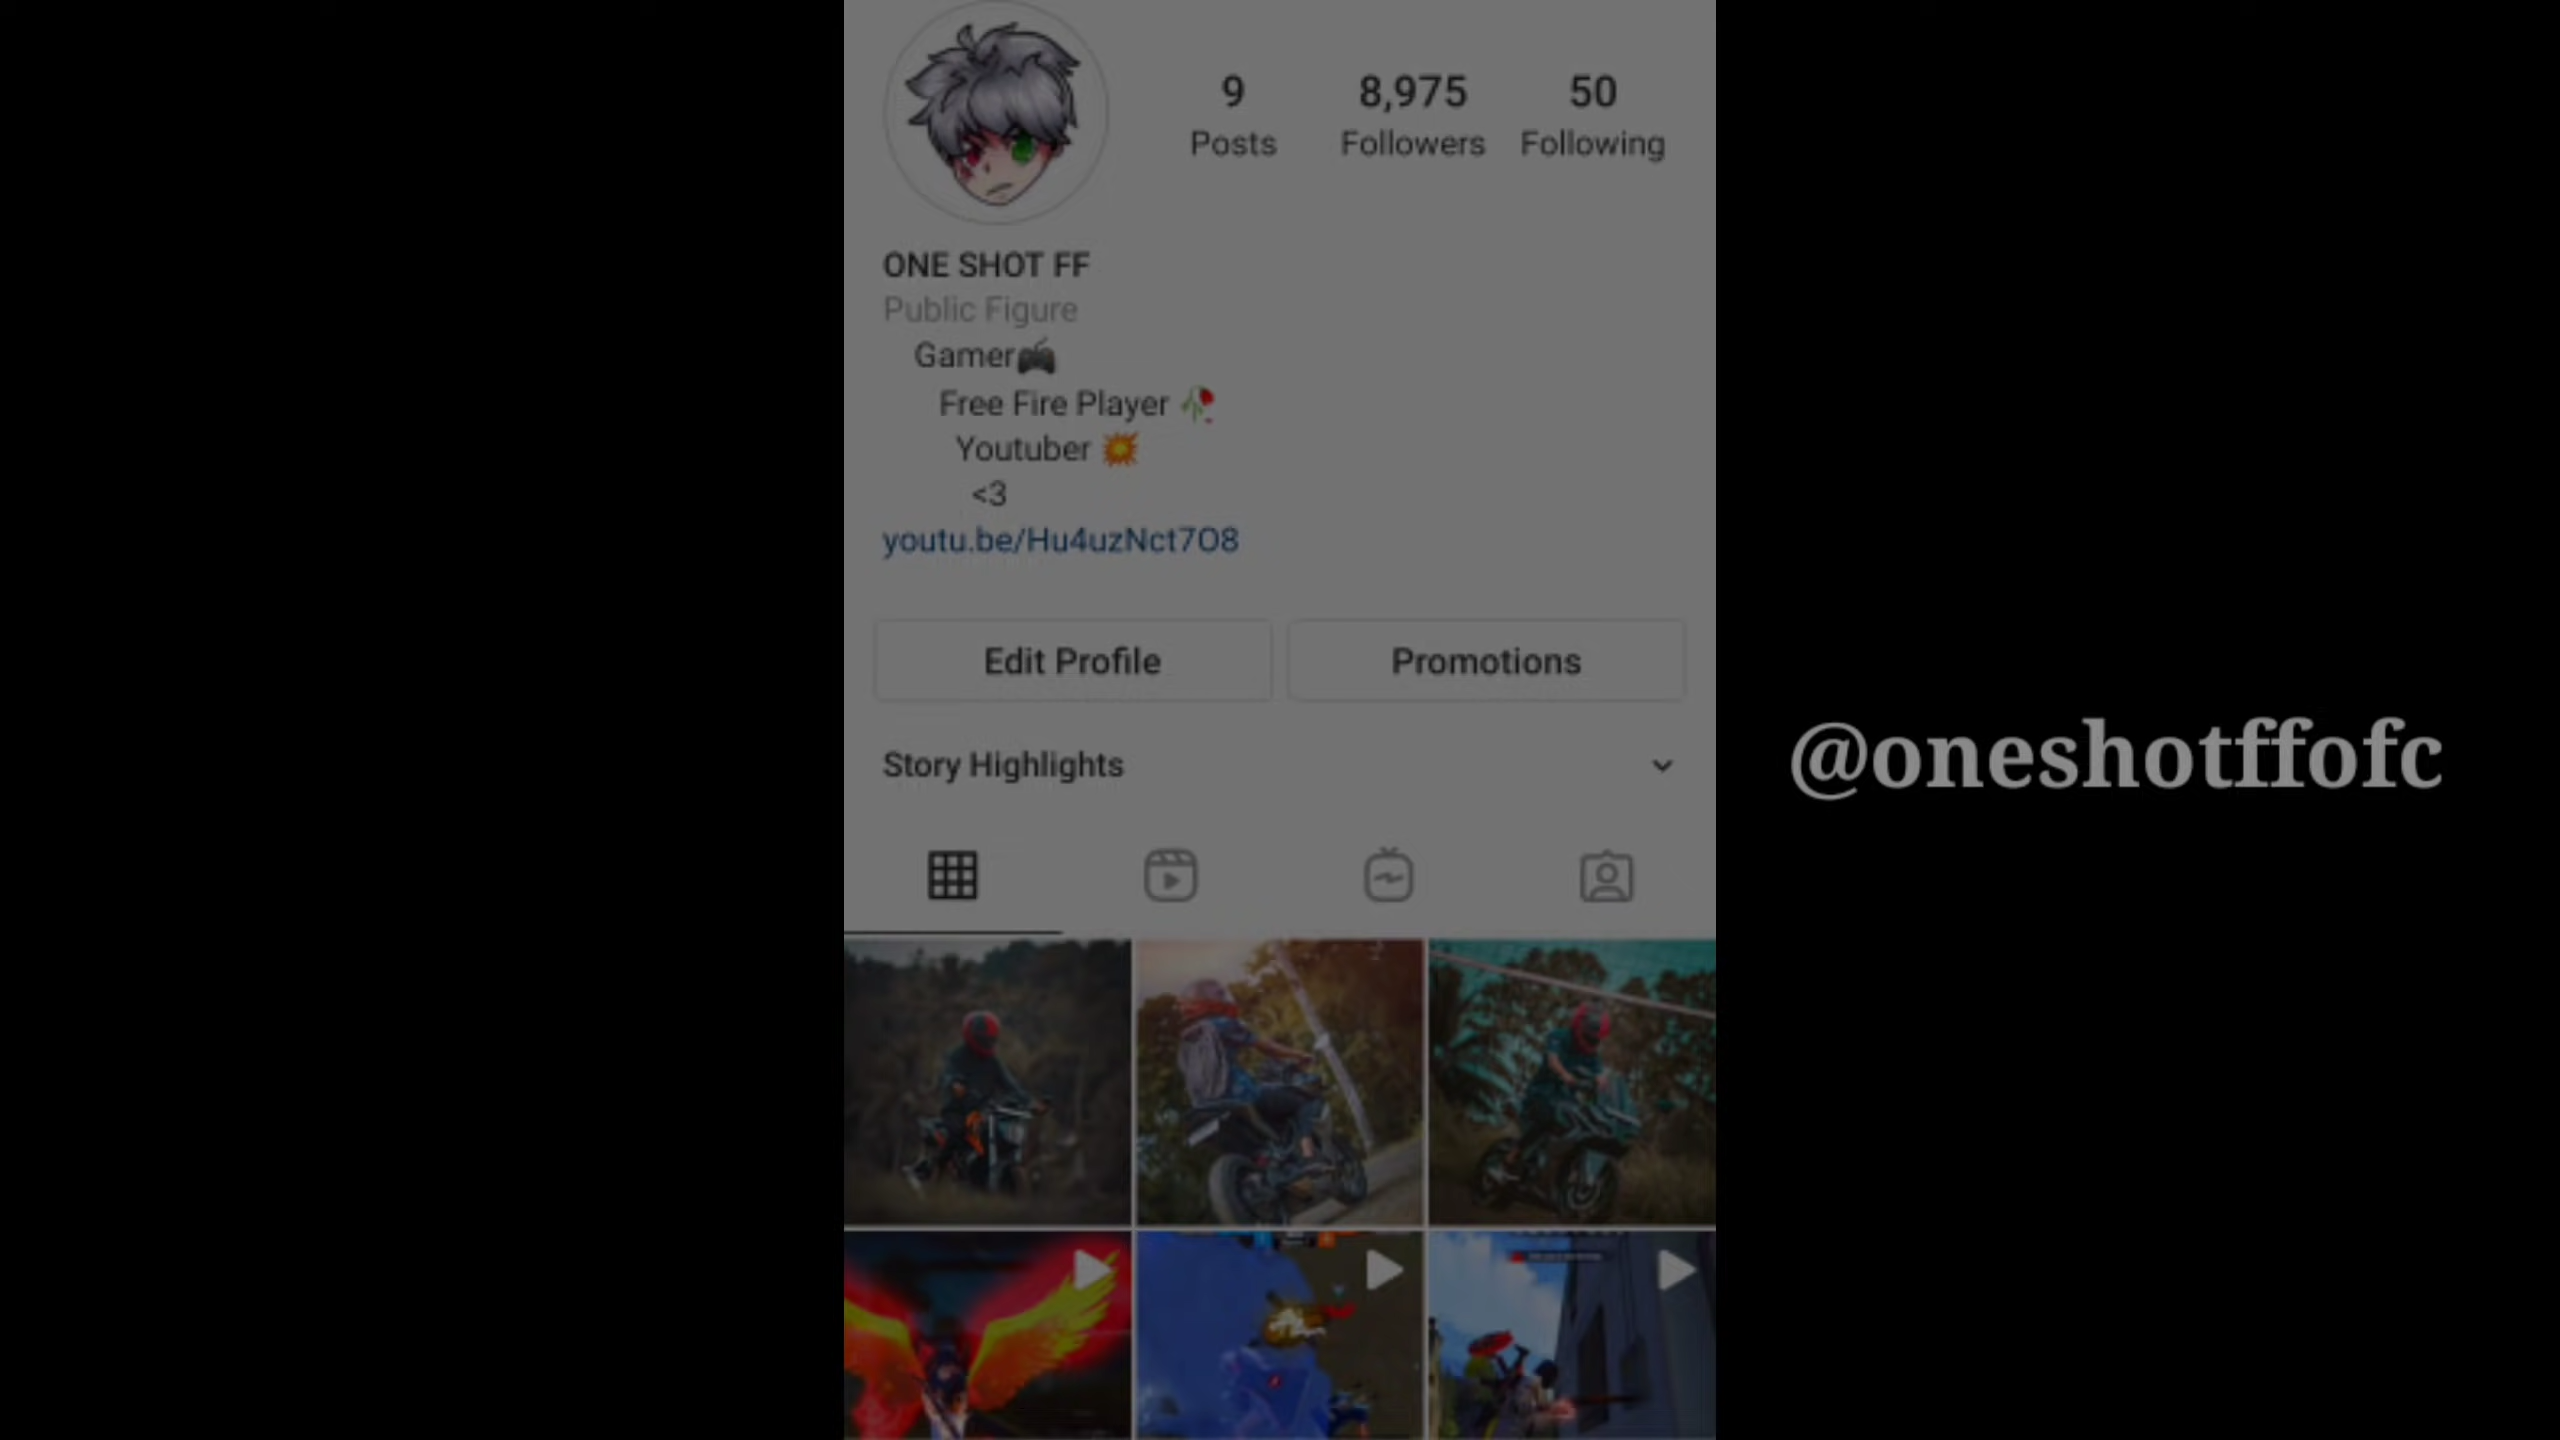 9 8,975 50
Posts Followers Following
ONE SHOT FF
Public Figure
Gamer🎮
Free Fire Player 🥀
Youtuber 💥
<3
youtu.be/Hu4uzNct7O8
Edit Profile Promotions
Story Highlights
@oneshotffofc